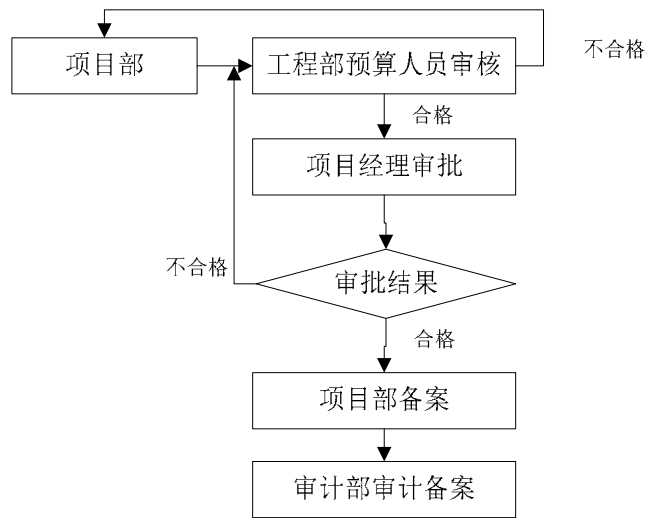 项目部
工程部预算人员审核
不合格
合格
项目经理审批
不合格
审批结果
合格
项目部备案
审计部审计备案